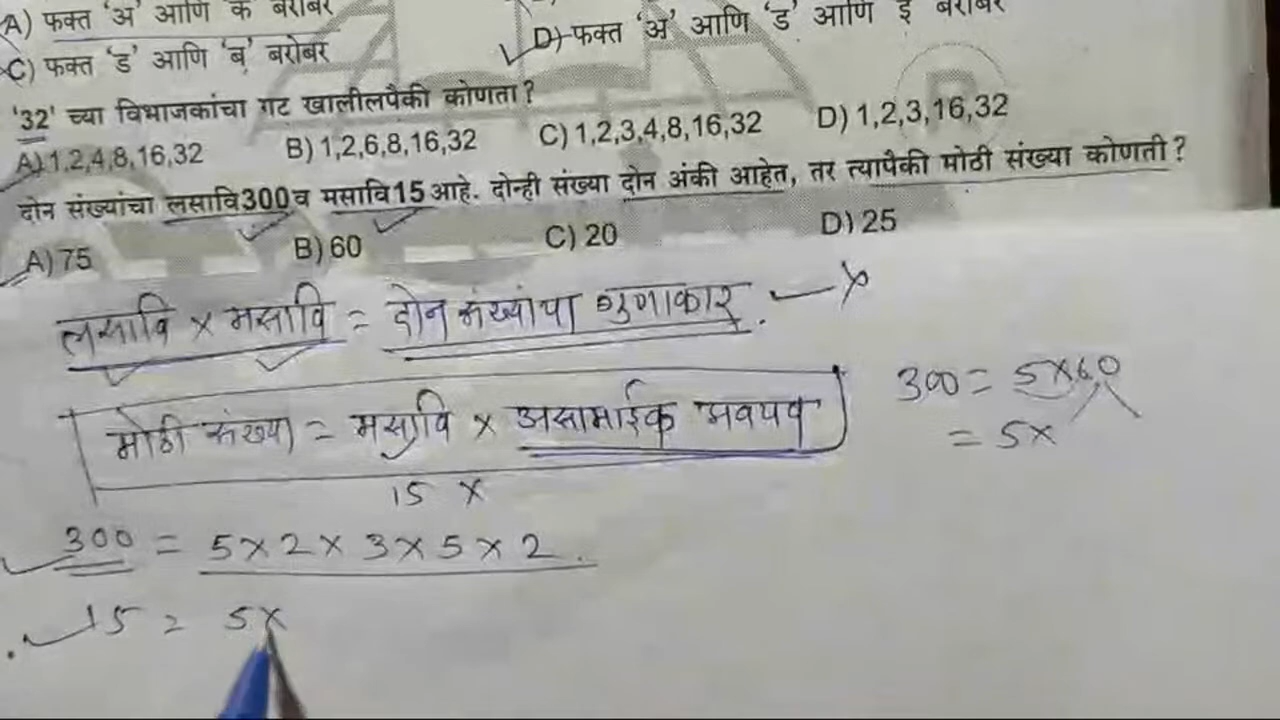 A) फक्त 'अ' आणि 'क' बरोबर
D) फक्त 'अ' आणि 'ड' आणि 'इ' बरोबर
C) फक्त 'ड' आणि 'ब' बरोबर
'32' च्या विभाजकांचा गट खालीलपैकी कोणता?
A) 1,2,4,8,16,32 B) 1,2,6,8,16,32 C) 1,2,3,4,8,16,32 D) 1,2,3,16,32
दोन संख्यांचा लसावि 300 व मसावि 15 आहे. दोन्ही संख्या दोन अंकी आहेत, तर त्यापैकी मोठी संख्या कोणती?
A) 75 B) 60 C) 20 D) 25
लसावि × मसावि = दोन संख्यांचा गुणाकार.
300 = 5×60
मोठी संख्या = मसावि × असामाईक अवयव
= 5×
15 ×
300 = 5 × 2 × 3 × 5 × 2.
15 = 5×